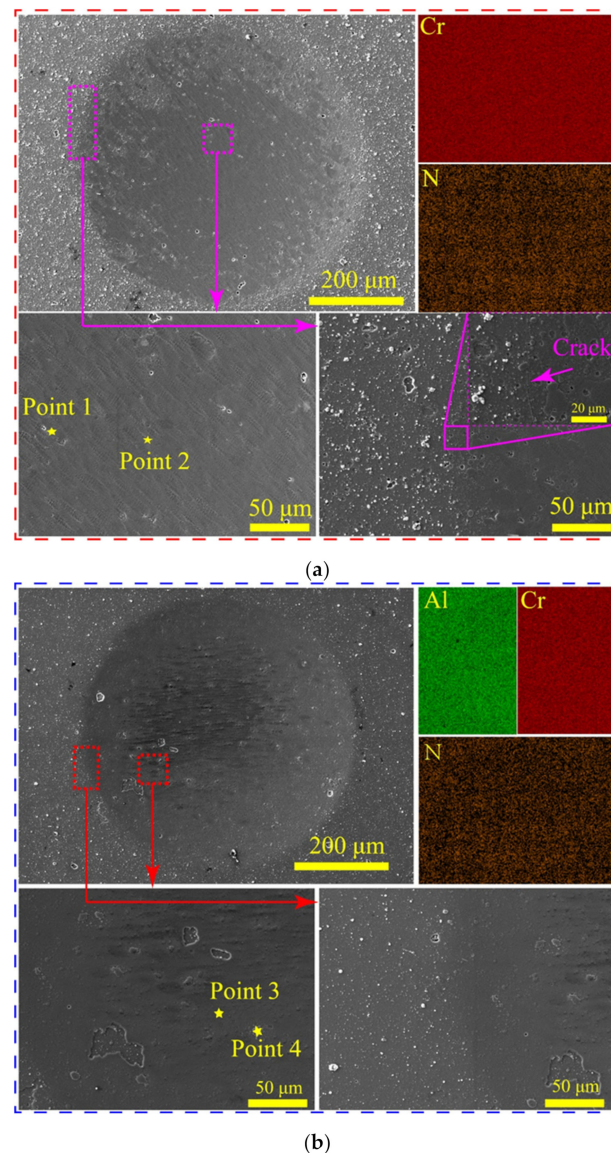 Cr
N
200 μm
Point 1
Point 2
50 μm
Crack
20 μm
50 μm
(a)
Al
Cr
N
200 μm
Point 3
Point 4
50 μm
50 μm
(b)